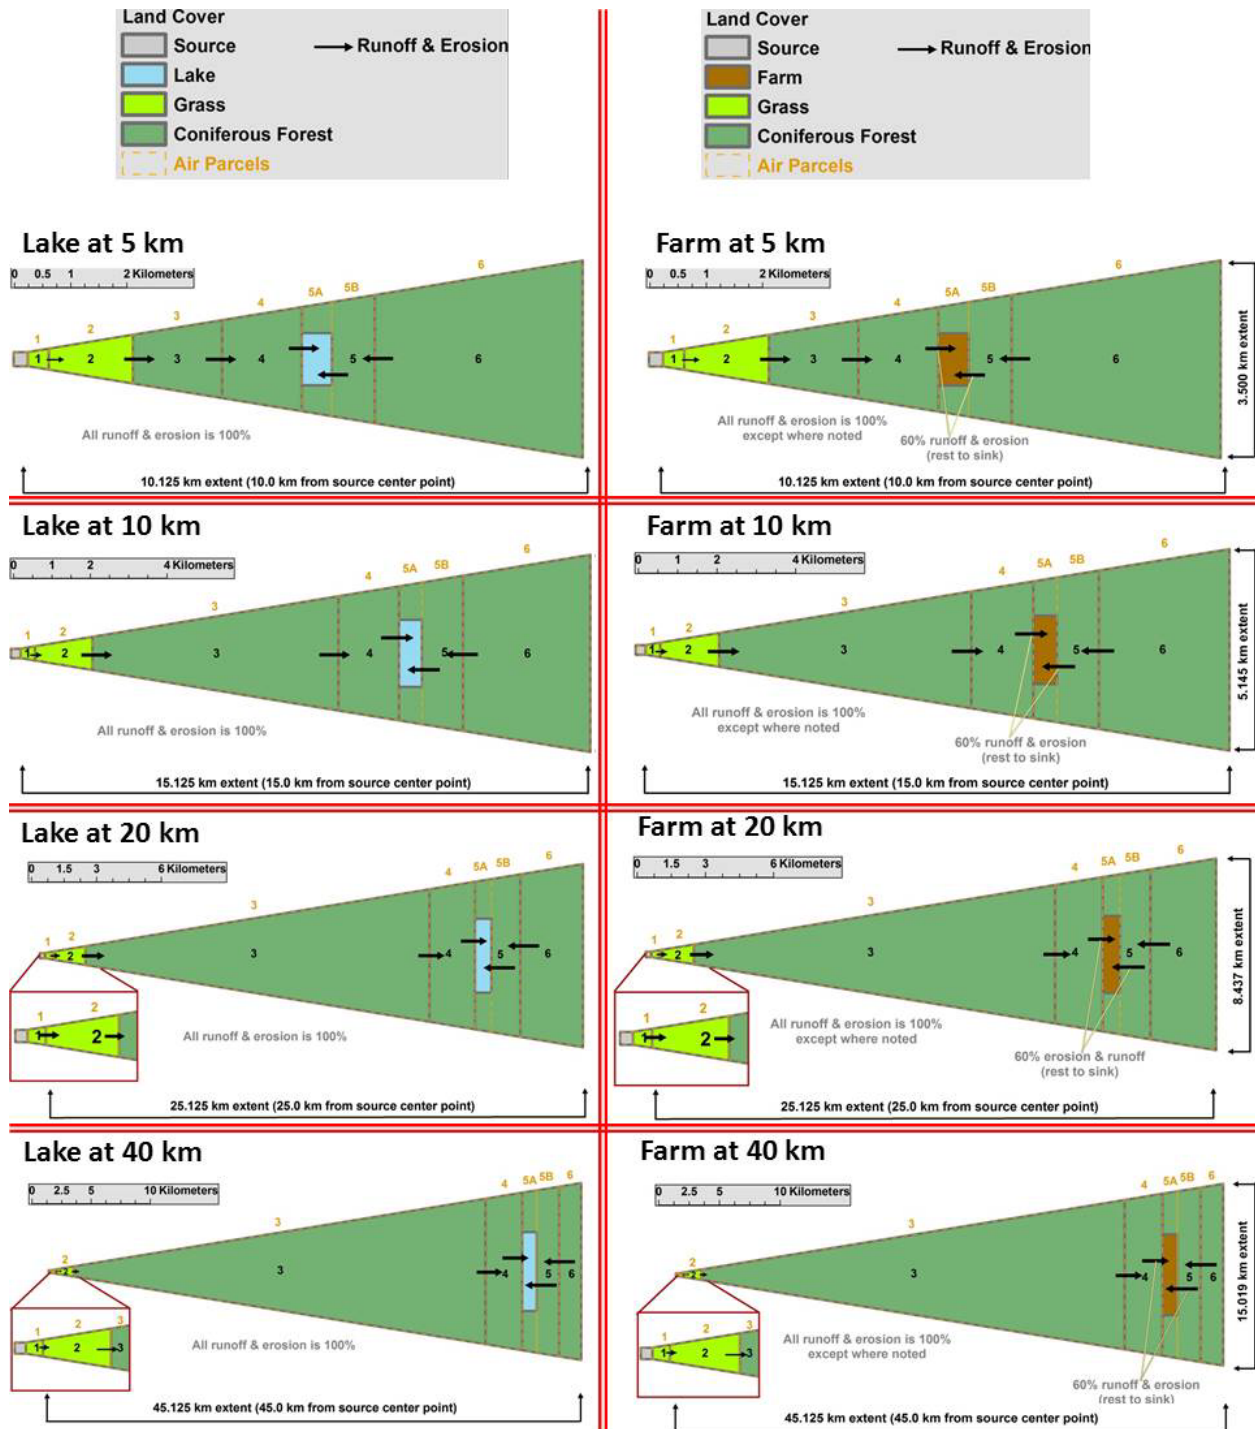 Land Cover
Source
Runoff & Erosion
Lake
Grass
Coniferous Forest
Air Parcels
Land Cover
Source
Runoff & Erosion
Farm
Grass
Coniferous Forest
Air Parcels
Lake at 5 km
0 0.5 1 2 Kilometers
1 2 3 4 5A 5B 6
1 2 3 4 5 6
All runoff & erosion is 100%
10.125 km extent (10.0 km from source center point)
Farm at 5 km
0 0.5 1 2 Kilometers
1 2 3 4 5A 5B 6
1 2 3 4 5 6
All runoff & erosion is 100%
except where noted
60% runoff & erosion
(rest to sink)
3.500 km extent
10.125 km extent (10.0 km from source center point)
Lake at 10 km
0 1 2 4 Kilometers
1 2 3 4 5A 5B 6
1 2 3 4 5 6
All runoff & erosion is 100%
15.125 km extent (15.0 km from source center point)
Farm at 10 km
0 1 2 4 Kilometers
1 2 3 4 5A 5B 6
1 2 3 4 5 6
All runoff & erosion is 100%
except where noted
60% runoff & erosion
(rest to sink)
5.145 km extent
15.125 km extent (15.0 km from source center point)
Lake at 20 km
0 1.5 3 6 Kilometers
1 2 3 4 5A 5B 6
2 3 4 5 6
1 2
1 2
All runoff & erosion is 100%
25.125 km extent (25.0 km from source center point)
Farm at 20 km
0 1.5 3 6 Kilometers
1 2 3 4 5A 5B 6
2 3 4 5 6
1 2
1 2
All runoff & erosion is 100%
except where noted
60% erosion & runoff
(rest to sink)
8.437 km extent
25.125 km extent (25.0 km from source center point)
Lake at 40 km
0 2.5 5 10 Kilometers
2 3 4 5A 5B 6
2 3 4 5 6
1 2 3
1 2 3
All runoff & erosion is 100%
45.125 km extent (45.0 km from source center point)
Farm at 40 km
0 2.5 5 10 Kilometers
2 3 4 5A 5B 6
2 3 4 5 6
1 2 3
1 2 3
All runoff & erosion is 100%
except where noted
60% runoff & erosion
(rest to sink)
15.019 km extent
45.125 km extent (45.0 km from source center point)